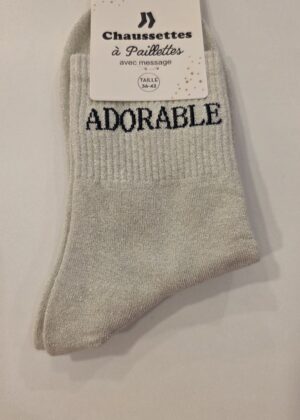 Chaussettes
à Paillettes
avec message
TAILLE
36-41
ADORABLE